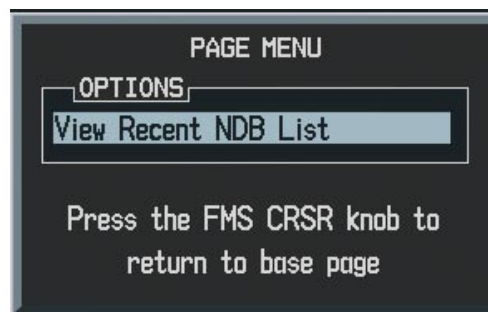 PAGE MENU
OPTIONS
View Recent NDB List
Press the FMS CRSR knob to
return to base page